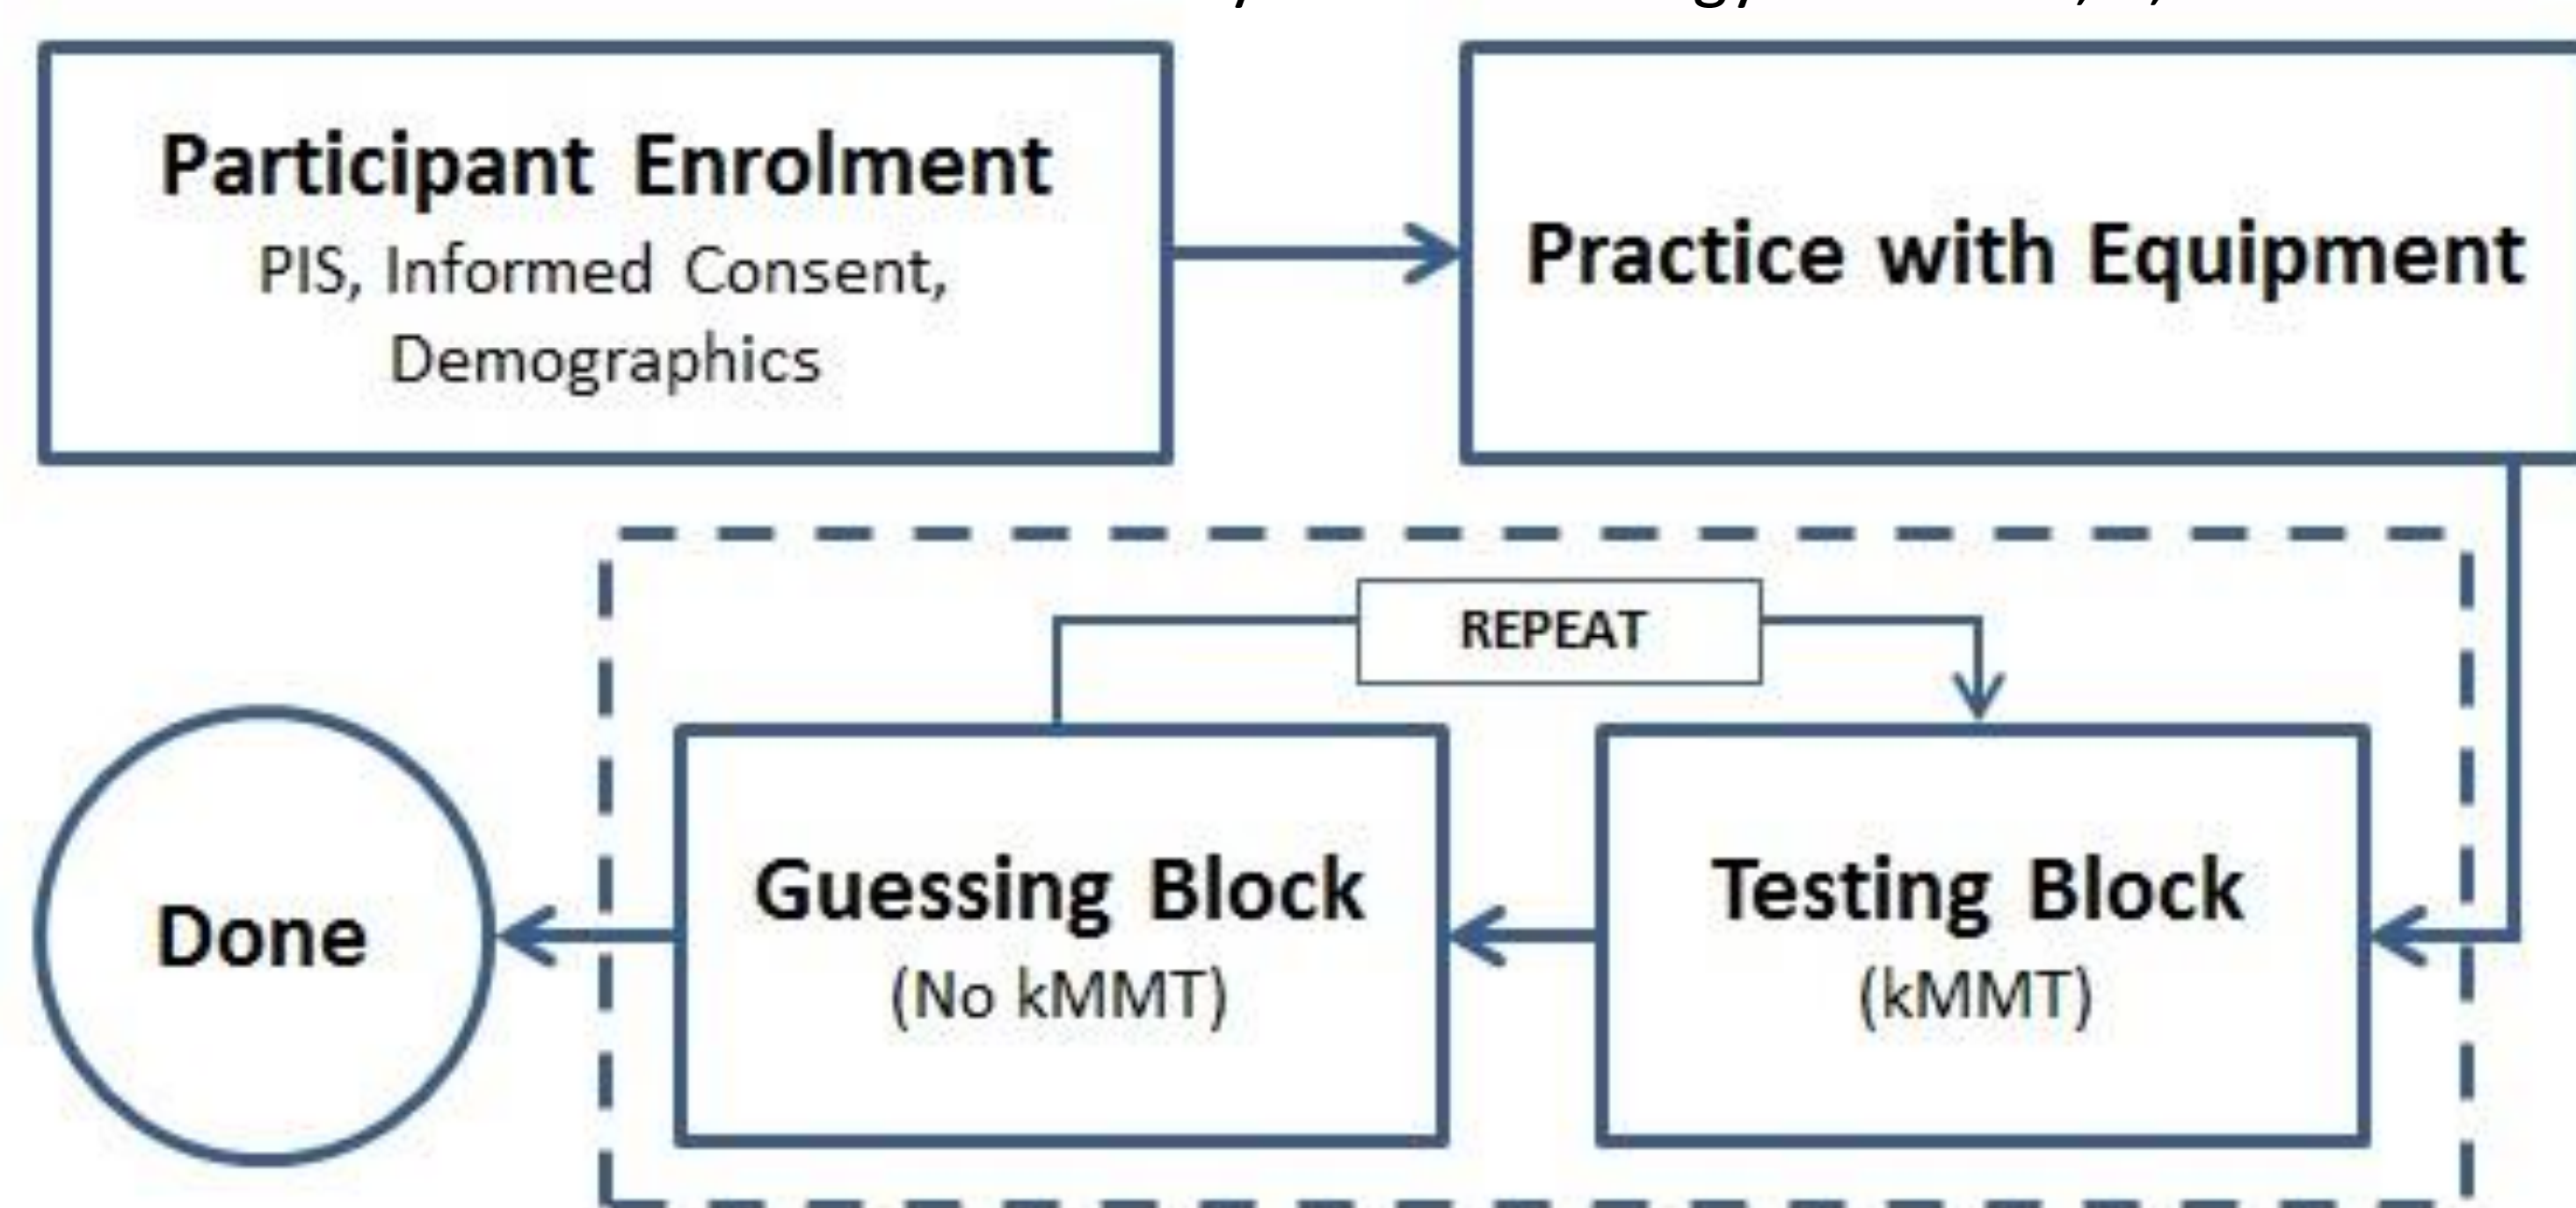 Participant Enrolment
PIS, Informed Consent,
Demographics
Practice with Equipment
REPEAT
Guessing Block
(No kMMT)
Testing Block
(kMMT)
Done